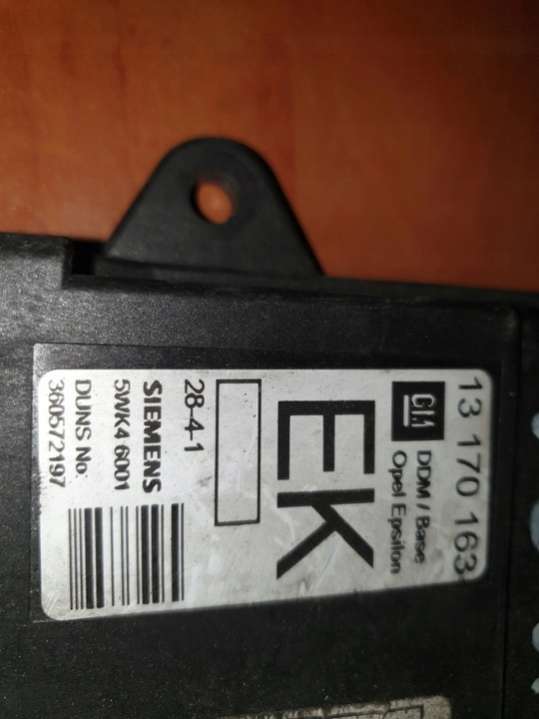 13 170 163
GM
DDM / Base
Opel Epsilon
EK
28-4-1
SIEMENS
5WK4 6001
DUNS No.
360572197